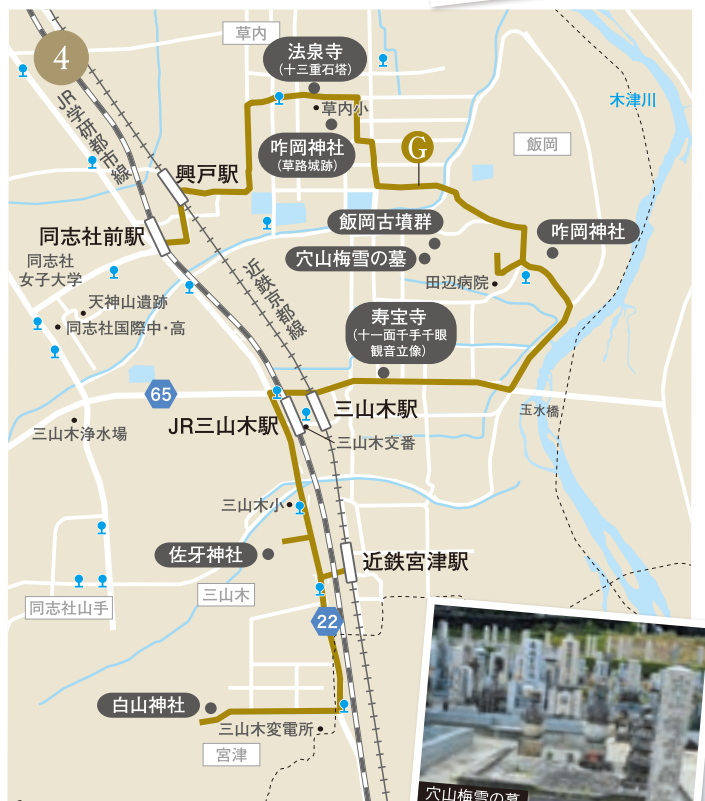 4
草内
法泉寺
(十三重石塔)
木津川
JR学研都市線
草内小
咋岡神社
(草路城跡)
G
飯岡
興戸駅
飯岡古墳群
咋岡神社
同志社前駅
穴山梅雪の墓
同志社
女子大学
近鉄京都線
田辺病院
天神山遺跡
同志社国際中・高
寿宝寺
(十一面千手千眼
観音立像)
65
三山木駅
玉水橋
JR三山木駅
三山木浄水場
三山木交番
三山木小
佐牙神社
近鉄宮津駅
三山木
同志社山手
22
白山神社
三山木変電所
宮津
穴山梅雪の墓